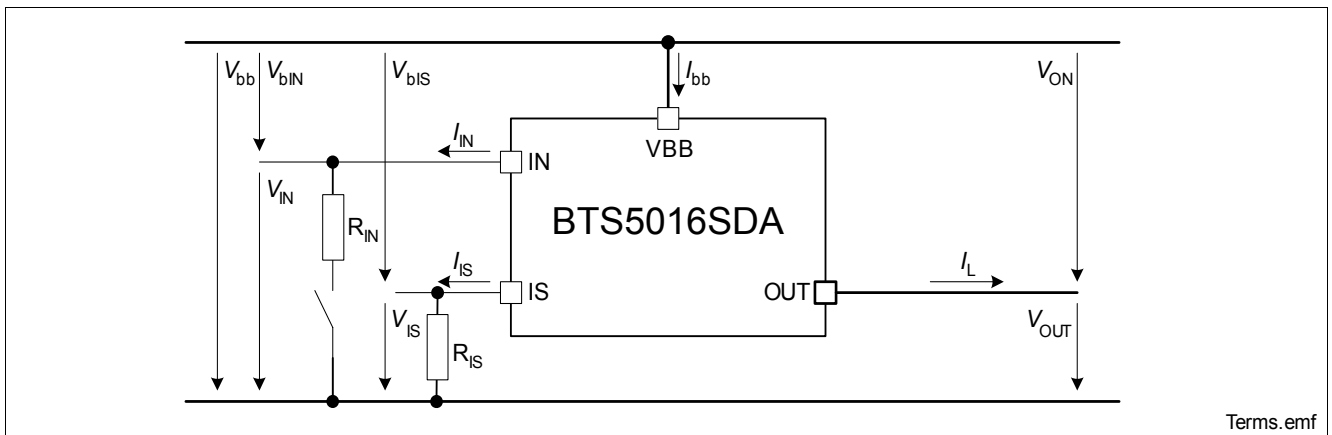 Vbb VbIN VbIS Ibb VON
IIN
VBB
IN
VIN
BTS5016SDA
RIN
IIS IL
IS OUT
VIS VOUT
RIS
Terms.emf